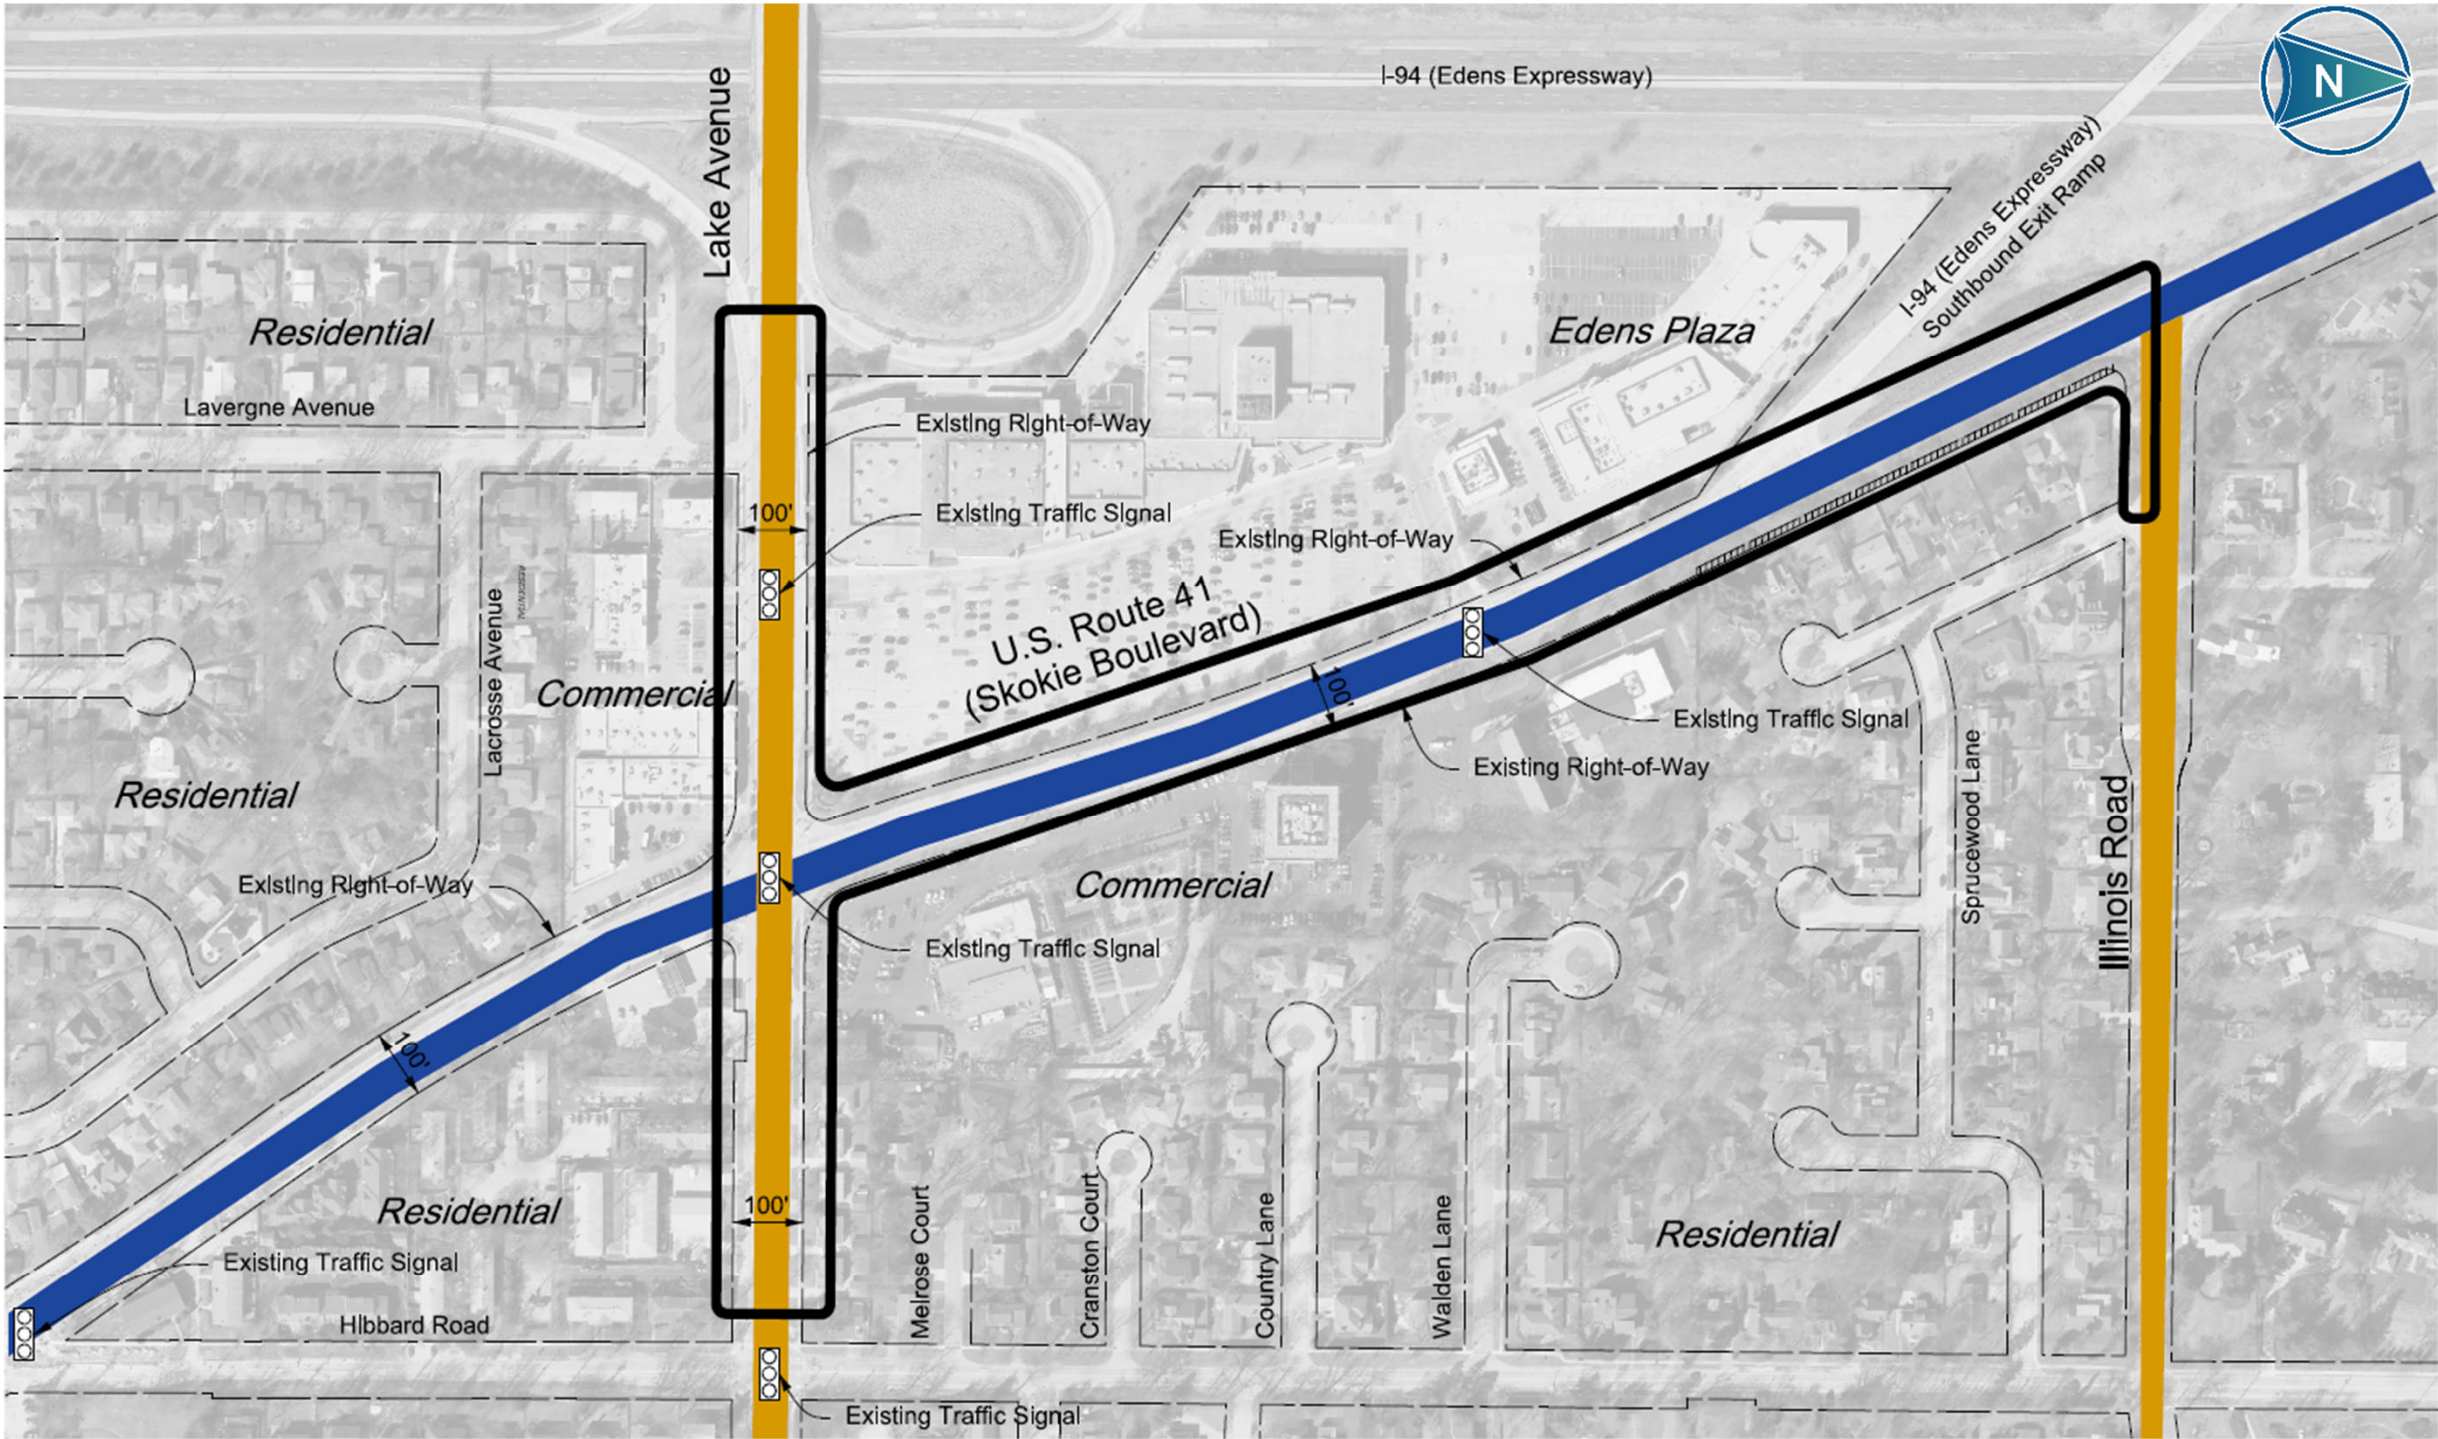 I-94 (Edens Expressway)
N
Lake Avenue
I-94 (Edens Expressway)
Southbound Exit Ramp
Residential
Edens Plaza
Lavergne Avenue
Existing Right-of-Way
100'
Existing Traffic Signal
Existing Right-of-Way
RESIDENTIAL
U.S. Route 41
(Skokie Boulevard)
Lacrosse Avenue
Commercial
100'
Existing Traffic Signal
Existing Right-of-Way
Residential
Sprucewood Lane
Illinois Road
Existing Right-of-Way
Commercial
Existing Traffic Signal
100'
Residential
100'
Melrose Court
Cranston Court
Country Lane
Walden Lane
Residential
Existing Traffic Signal
Hibbard Road
Existing Traffic Signal